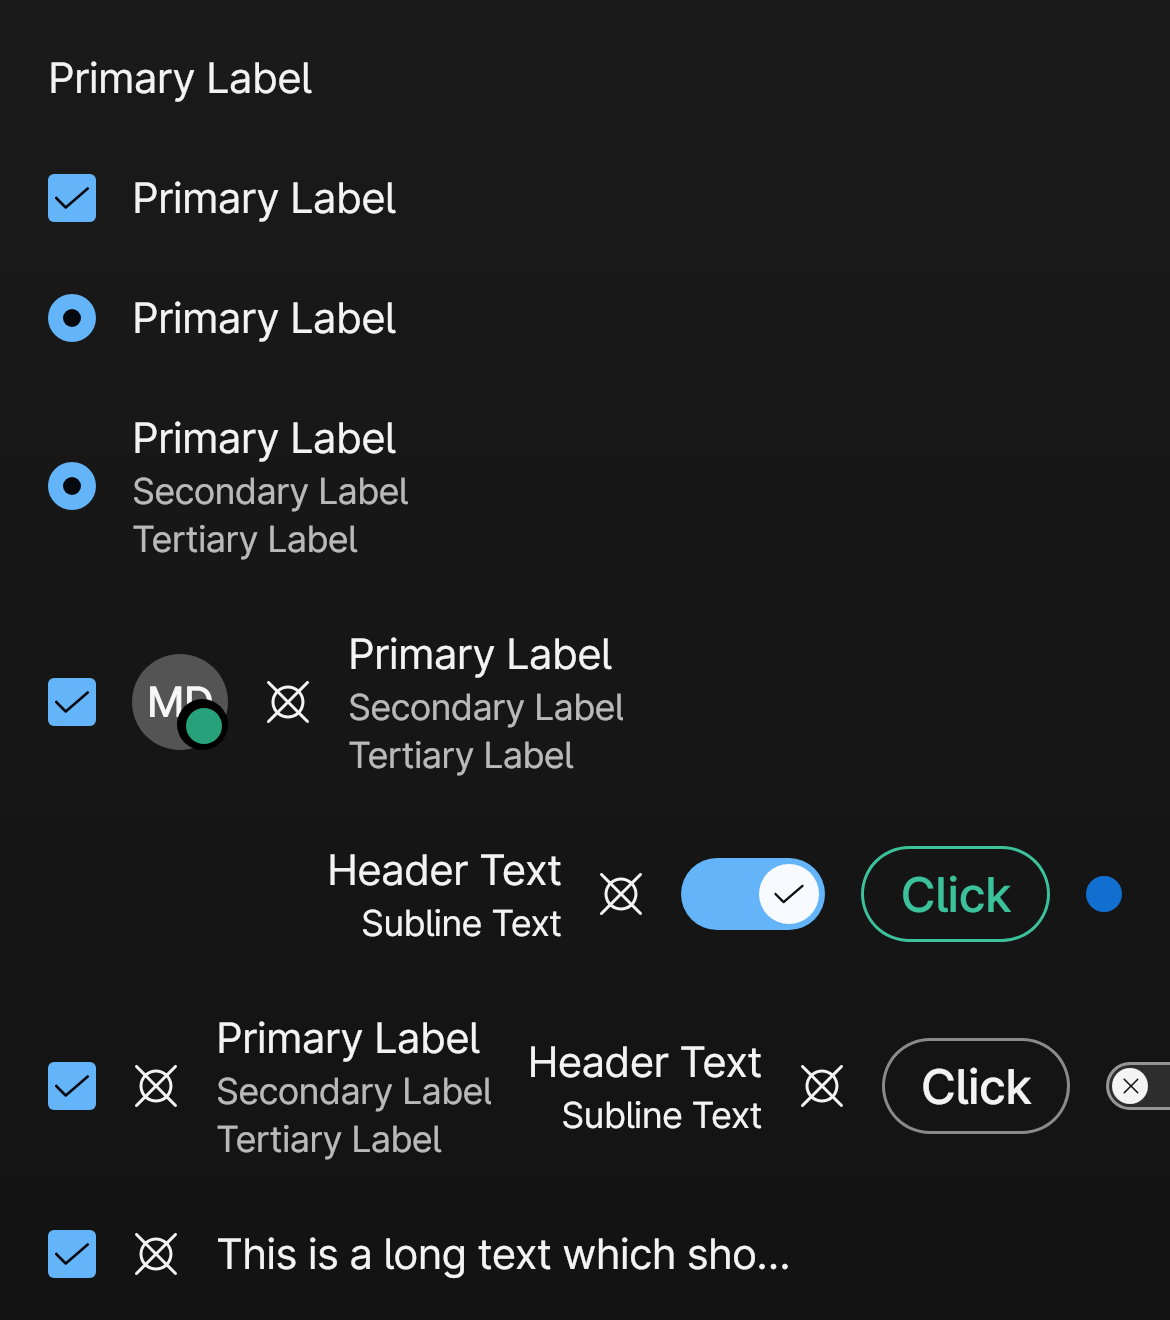 Primary Label
Primary Label
Primary Label
Primary Label
Secondary Label
Tertiary Label
MD
Primary Label
Secondary Label
Tertiary Label
Header Text
Subline Text
Click
Primary Label
Secondary Label
Tertiary Label
Header Text
Subline Text
Click
This is a long text which sho...